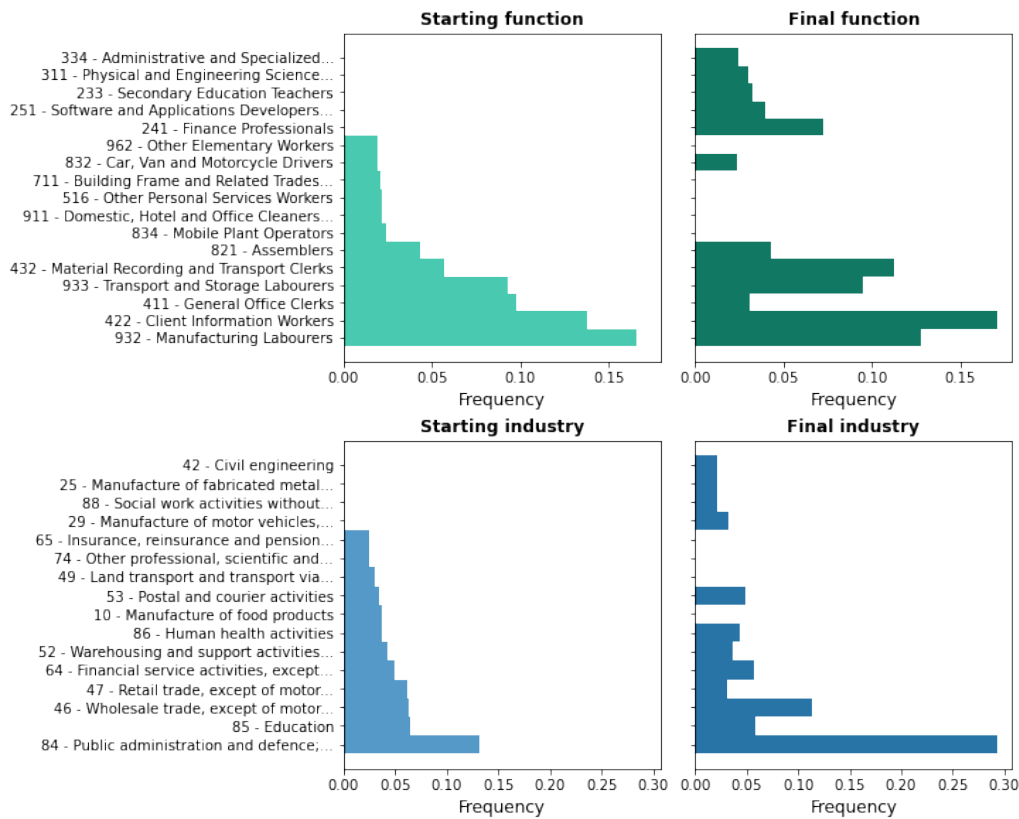 Starting function
Final function
334 - Administrative and Specialized...
311 - Physical and Engineering Science...
233 - Secondary Education Teachers
251 - Software and Applications Developers...
241 - Finance Professionals
962 - Other Elementary Workers
832 - Car, Van and Motorcycle Drivers
711 - Building Frame and Related Trades...
516 - Other Personal Services Workers
911 - Domestic, Hotel and Office Cleaners...
834 - Mobile Plant Operators
821 - Assemblers
432 - Material Recording and Transport Clerks
933 - Transport and Storage Labourers
411 - General Office Clerks
422 - Client Information Workers
932 - Manufacturing Labourers
0.00 0.05 0.10 0.15
0.00 0.05 0.10 0.15
Frequency
Frequency
Starting industry
Final industry
42 - Civil engineering
25 - Manufacture of fabricated metal...
88 - Social work activities without...
29 - Manufacture of motor vehicles,...
65 - Insurance, reinsurance and pension...
74 - Other professional, scientific and...
49 - Land transport and transport via...
53 - Postal and courier activities
10 - Manufacture of food products
86 - Human health activities
52 - Warehousing and support activities...
64 - Financial service activities, except...
47 - Retail trade, except of motor...
46 - Wholesale trade, except of motor...
85 - Education
84 - Public administration and defence;...
0.00 0.05 0.10 0.15 0.20 0.25 0.30
0.00 0.05 0.10 0.15 0.20 0.25 0.30
Frequency
Frequency